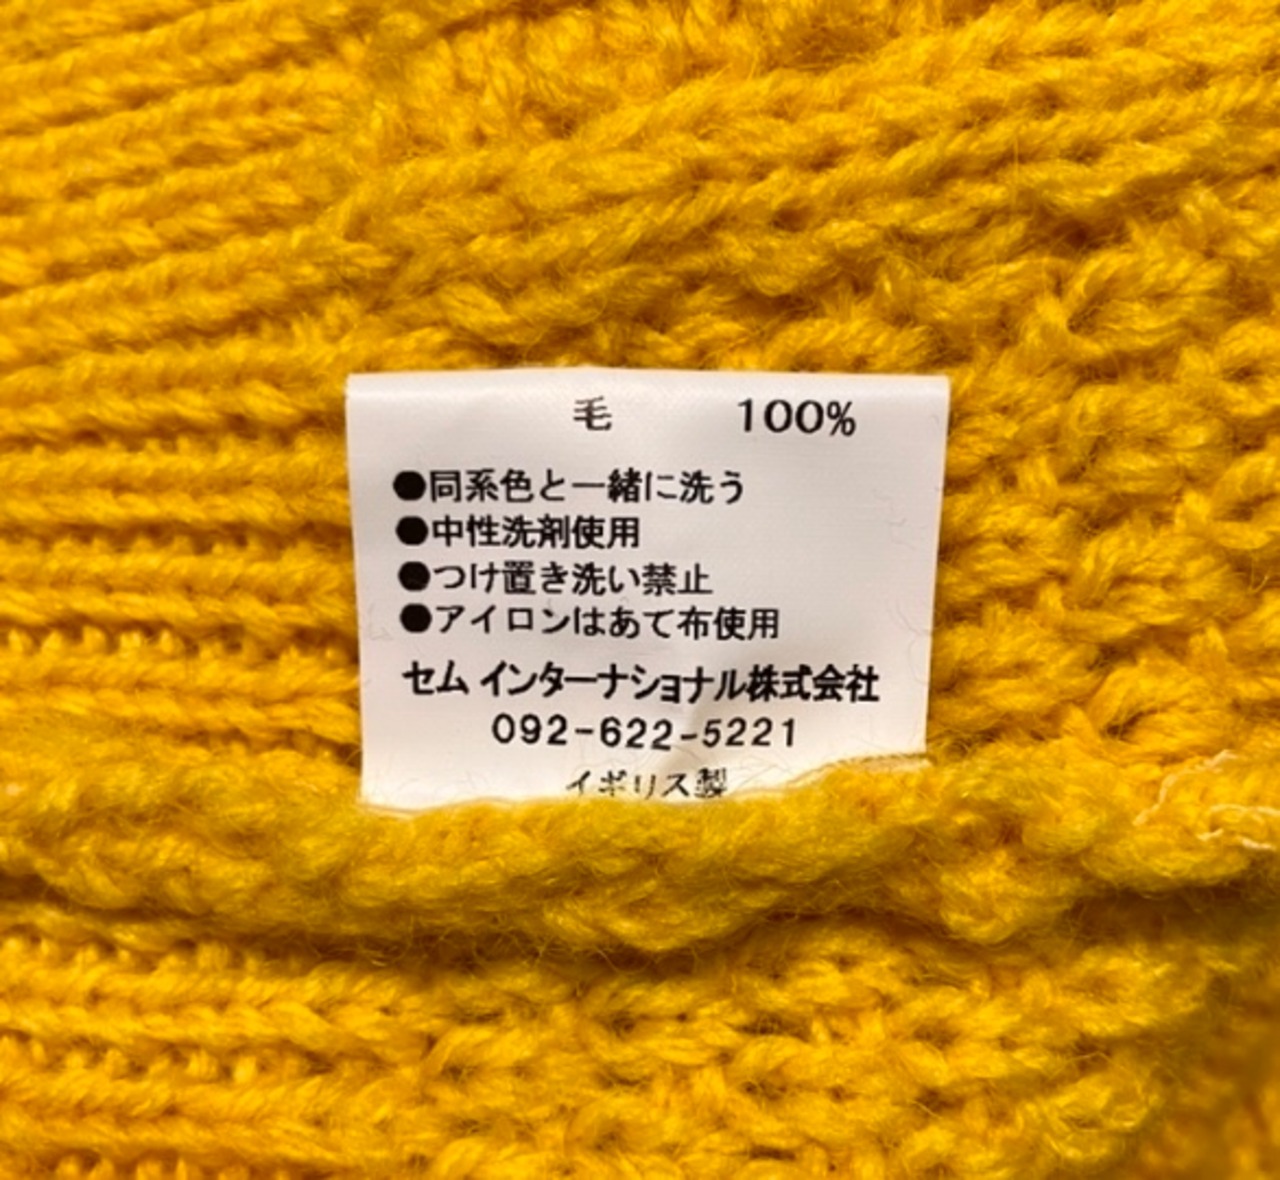 毛 100%
●同系色と一緒に洗う
●中性洗剤使用
●つけ置き洗い禁止
●アイロンはあて布使用
セム インターナショナル株式会社
092-622-5221
イギリス製